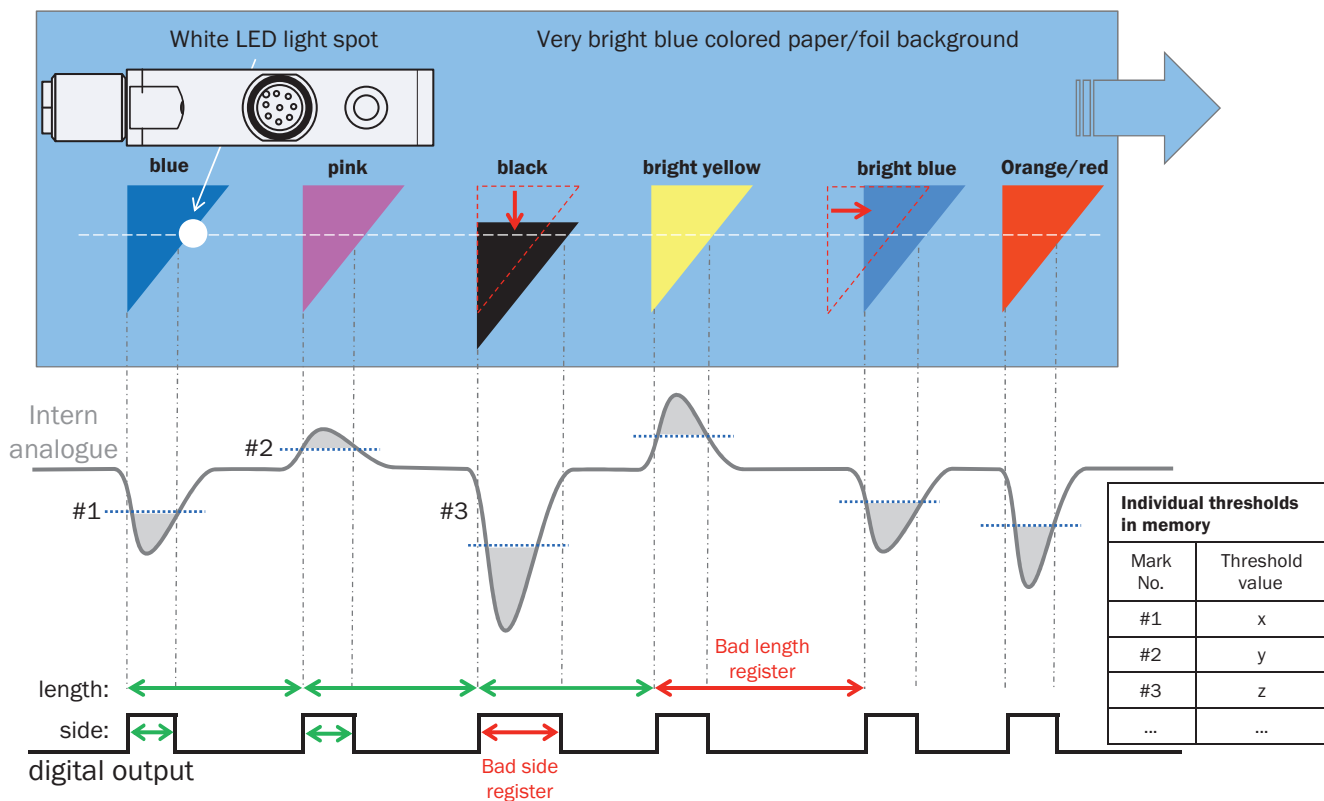 White LED light spot
Very bright blue colored paper/foil background
blue
pink
black
bright yellow
bright blue
Orange/red
Intern
analogue
#1
#2
#3
Individual thresholds
in memory
Mark
No.
Threshold
value
#1
x
#2
y
#3
z
...
...
Bad length
register
length:
side:
Bad side
register
digital output